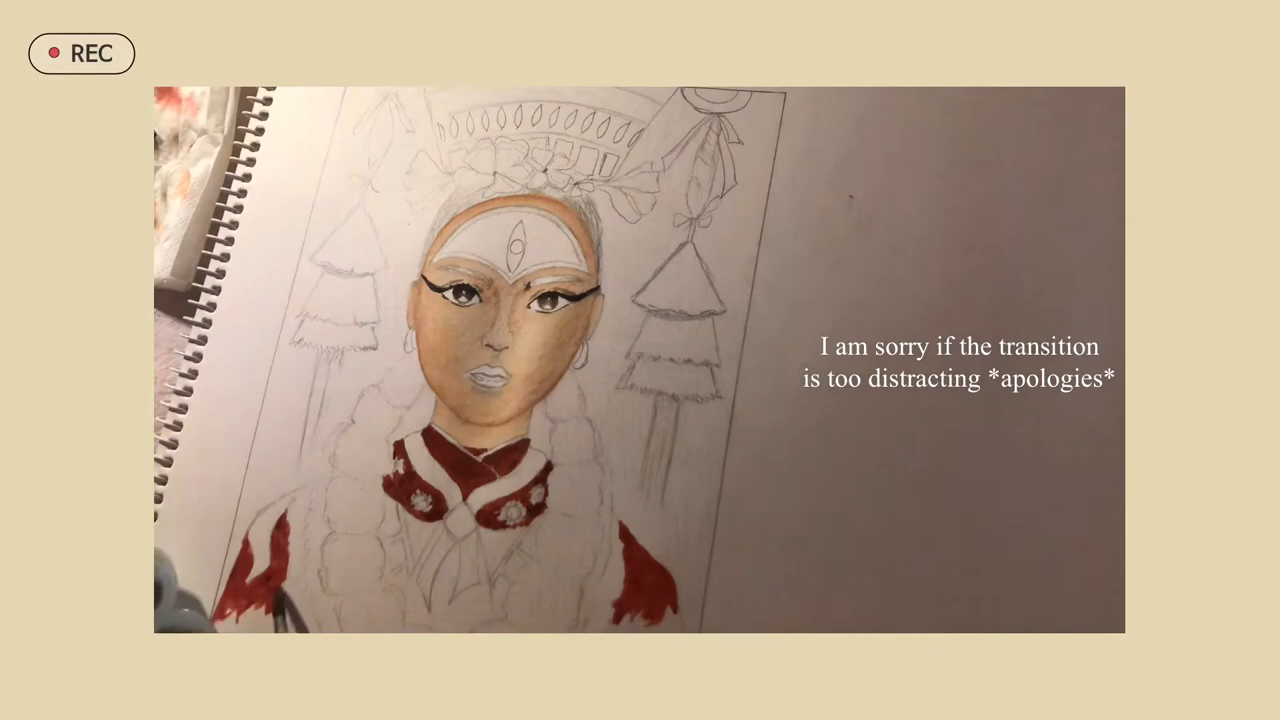 REC
I am sorry if the transition
is too distracting *apologies*